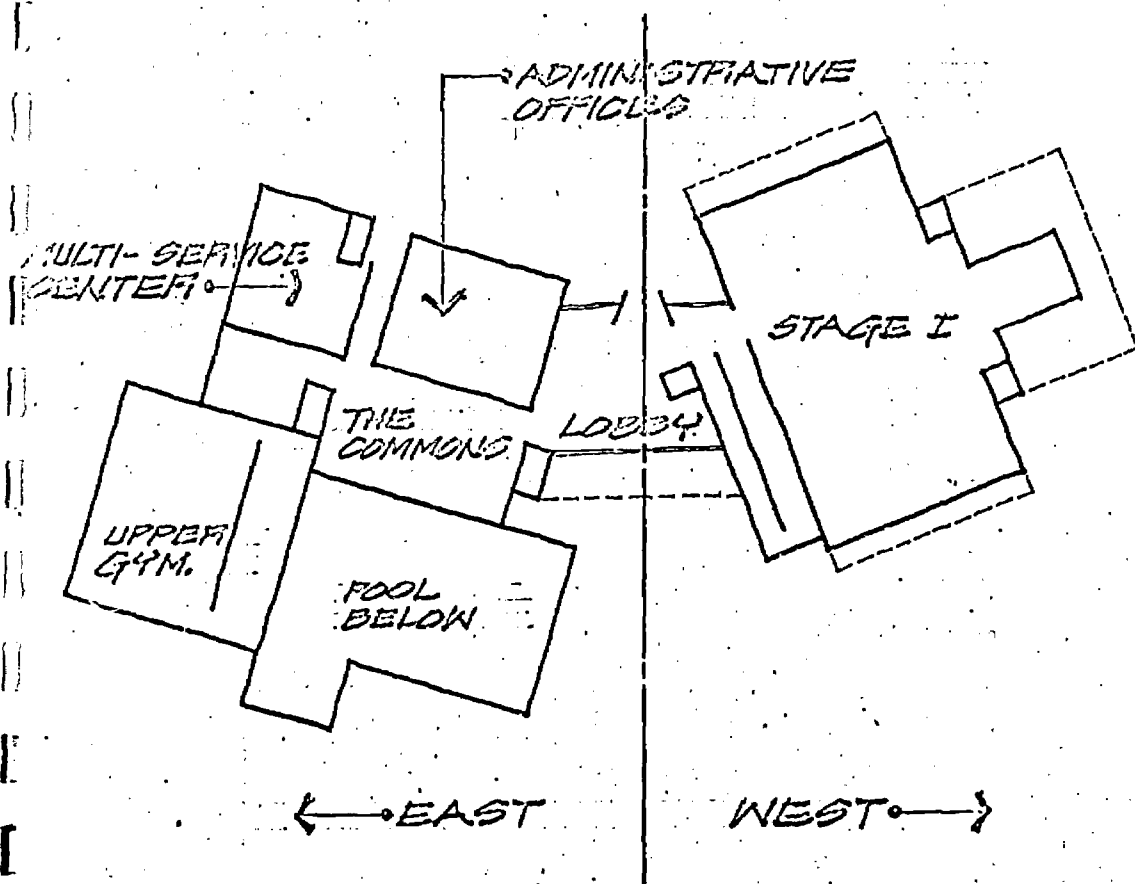 ADMINISTRATIVE
OFFICES
MULTI-SERVICE
CENTER
STAGE I
THE
COMMONS
LOBBY
UPPER
GYM.
POOL
BELOW
EAST
WEST